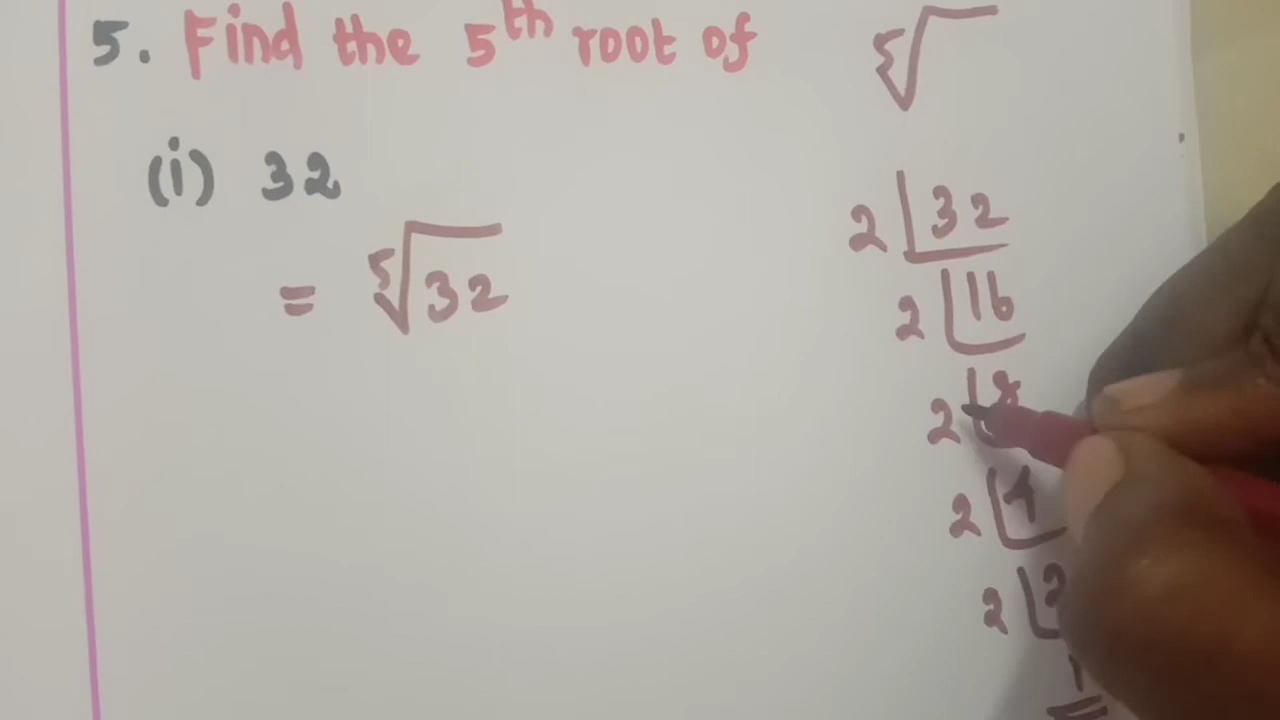 5. Find the 5th root of
⁵√
(i) 32
= ⁵√32
2 | 32
2 | 16
2 | 8
2 | 4
2 | 2
1